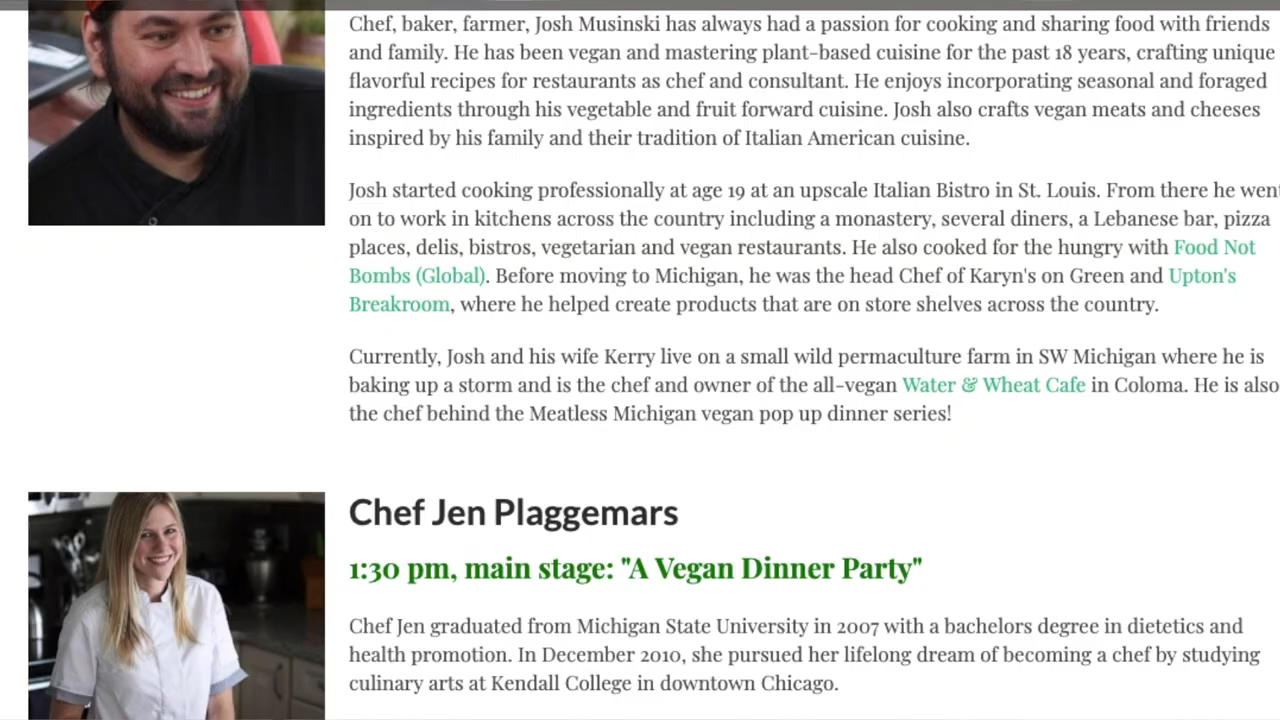 Chef, baker, farmer, Josh Musinski has always had a passion for cooking and sharing food with friends
and family. He has been vegan and mastering plant-based cuisine for the past 18 years, crafting unique
flavorful recipes for restaurants as chef and consultant. He enjoys incorporating seasonal and foraged
ingredients through his vegetable and fruit forward cuisine. Josh also crafts vegan meats and cheeses
inspired by his family and their tradition of Italian American cuisine.
Josh started cooking professionally at age 19 at an upscale Italian Bistro in St. Louis. From there he went
on to work in kitchens across the country including a monastery, several diners, a Lebanese bar, pizza
places, delis, bistros, vegetarian and vegan restaurants. He also cooked for the hungry with Food Not
Bombs (Global). Before moving to Michigan, he was the head Chef of Karyn's on Green and Upton's
Breakroom, where he helped create products that are on store shelves across the country.
Currently, Josh and his wife Kerry live on a small wild permaculture farm in SW Michigan where he is
baking up a storm and is the chef and owner of the all-vegan Water & Wheat Cafe in Coloma. He is also
the chef behind the Meatless Michigan vegan pop up dinner series!
Chef Jen Plaggemars
1:30 pm, main stage: "A Vegan Dinner Party"
Chef Jen graduated from Michigan State University in 2007 with a bachelors degree in dietetics and
health promotion. In December 2010, she pursued her lifelong dream of becoming a chef by studying
culinary arts at Kendall College in downtown Chicago.